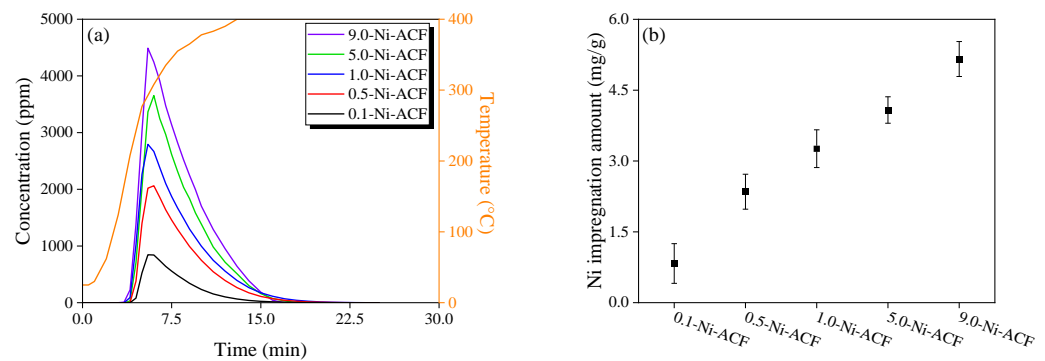 (a)
5000
4000
3000
2000
1000
0
Concentration (ppm)
9.0-Ni-ACF
5.0-Ni-ACF
1.0-Ni-ACF
0.5-Ni-ACF
0.1-Ni-ACF
400
300
200
100
0
Temperature (°C)
0.0 7.5 15.0 22.5 30.0
Time (min)
(b)
6.0
4.5
3.0
1.5
0.0
Ni impregnation amount (mg/g)
0.1-Ni-ACF
0.5-Ni-ACF
1.0-Ni-ACF
5.0-Ni-ACF
9.0-Ni-ACF